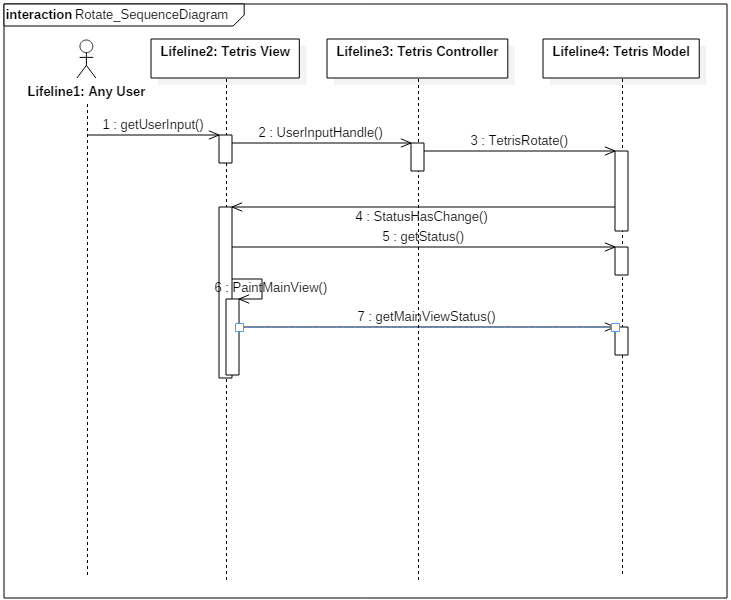 interaction Rotate_SequenceDiagram
Lifeline2: Tetris View
Lifeline3: Tetris Controller
Lifeline4: Tetris Model
Lifeline1: Any User
1 : getUserInput()
2 : UserInputHandle()
3 : TetrisRotate()
4 : StatusHasChange()
5 : getStatus()
6 : PaintMainView()
7 : getMainViewStatus()